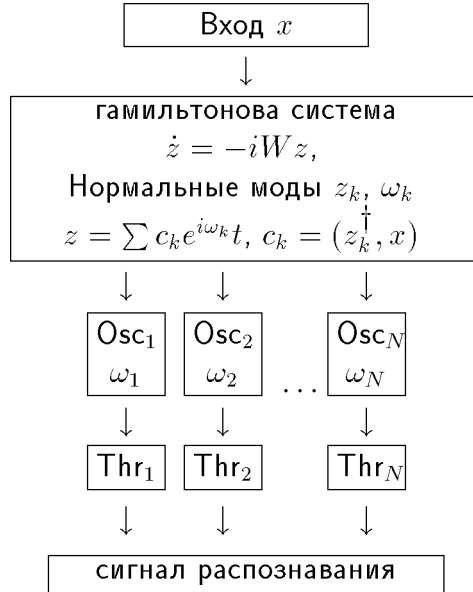 Вход x
гамильтонова система
ż = −iWz,
Нормальные моды z_k, ω_k
z = ∑ c_k e^{iω_k} t, c_k = (z_k^†, x)
Osc_1 Osc_2 Osc_N
ω_1 ω_2 ... ω_N
Thr_1 Thr_2 Thr_N
сигнал распознавания